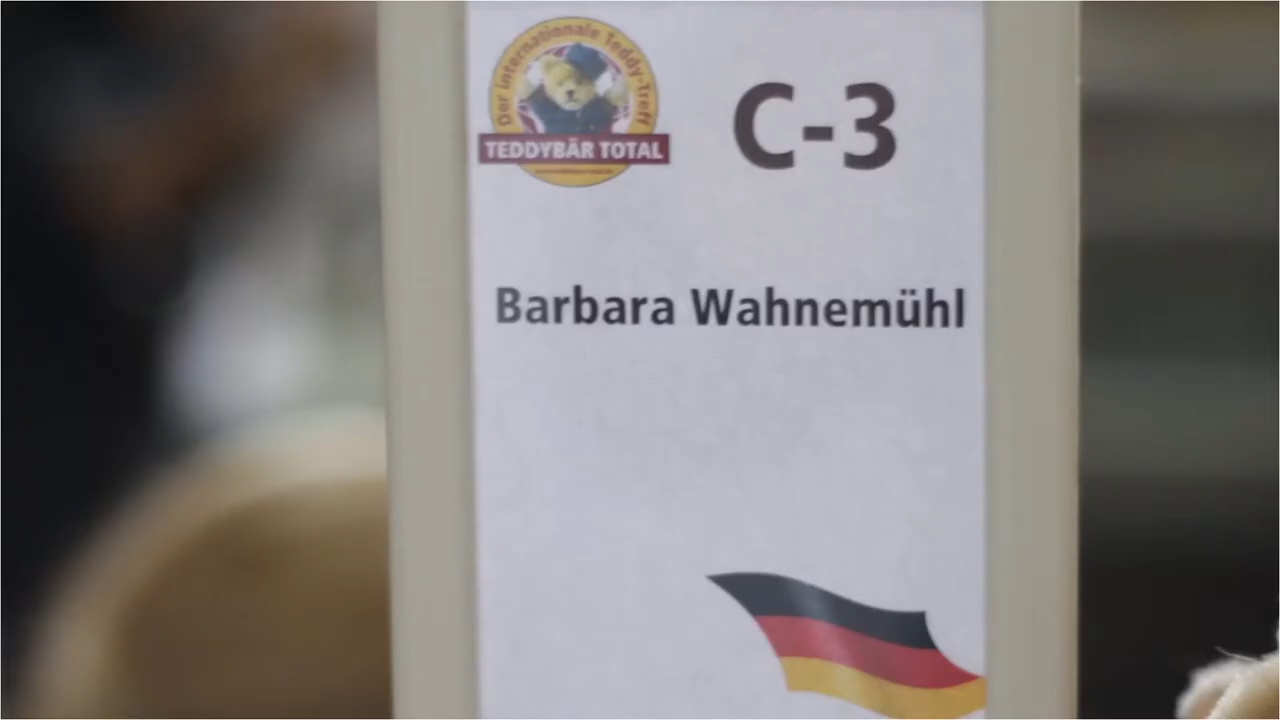 Der internationale Teddy-Treff
TEDDYBÄR TOTAL
C-3
Barbara Wahnemühl